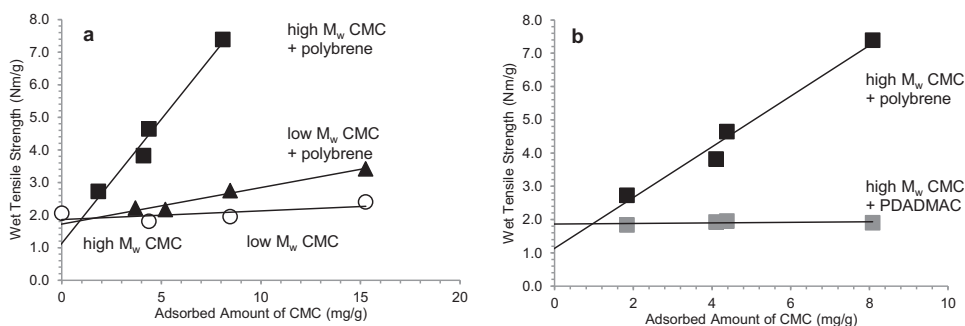 a
high Mw CMC
+ polybrene
low Mw CMC
+ polybrene
high Mw CMC
low Mw CMC
Wet Tensile Strength (Nm/g)
8.0
7.0
6.0
5.0
4.0
3.0
2.0
1.0
0.0
0
5
10
15
20
Adsorbed Amount of CMC (mg/g)
b
high Mw CMC
+ polybrene
high Mw CMC
+ PDADMAC
Wet Tensile Strength (Nm/g)
8.0
7.0
6.0
5.0
4.0
3.0
2.0
1.0
0.0
0
2
4
6
8
10
Adsorbed Amount of CMC (mg/g)